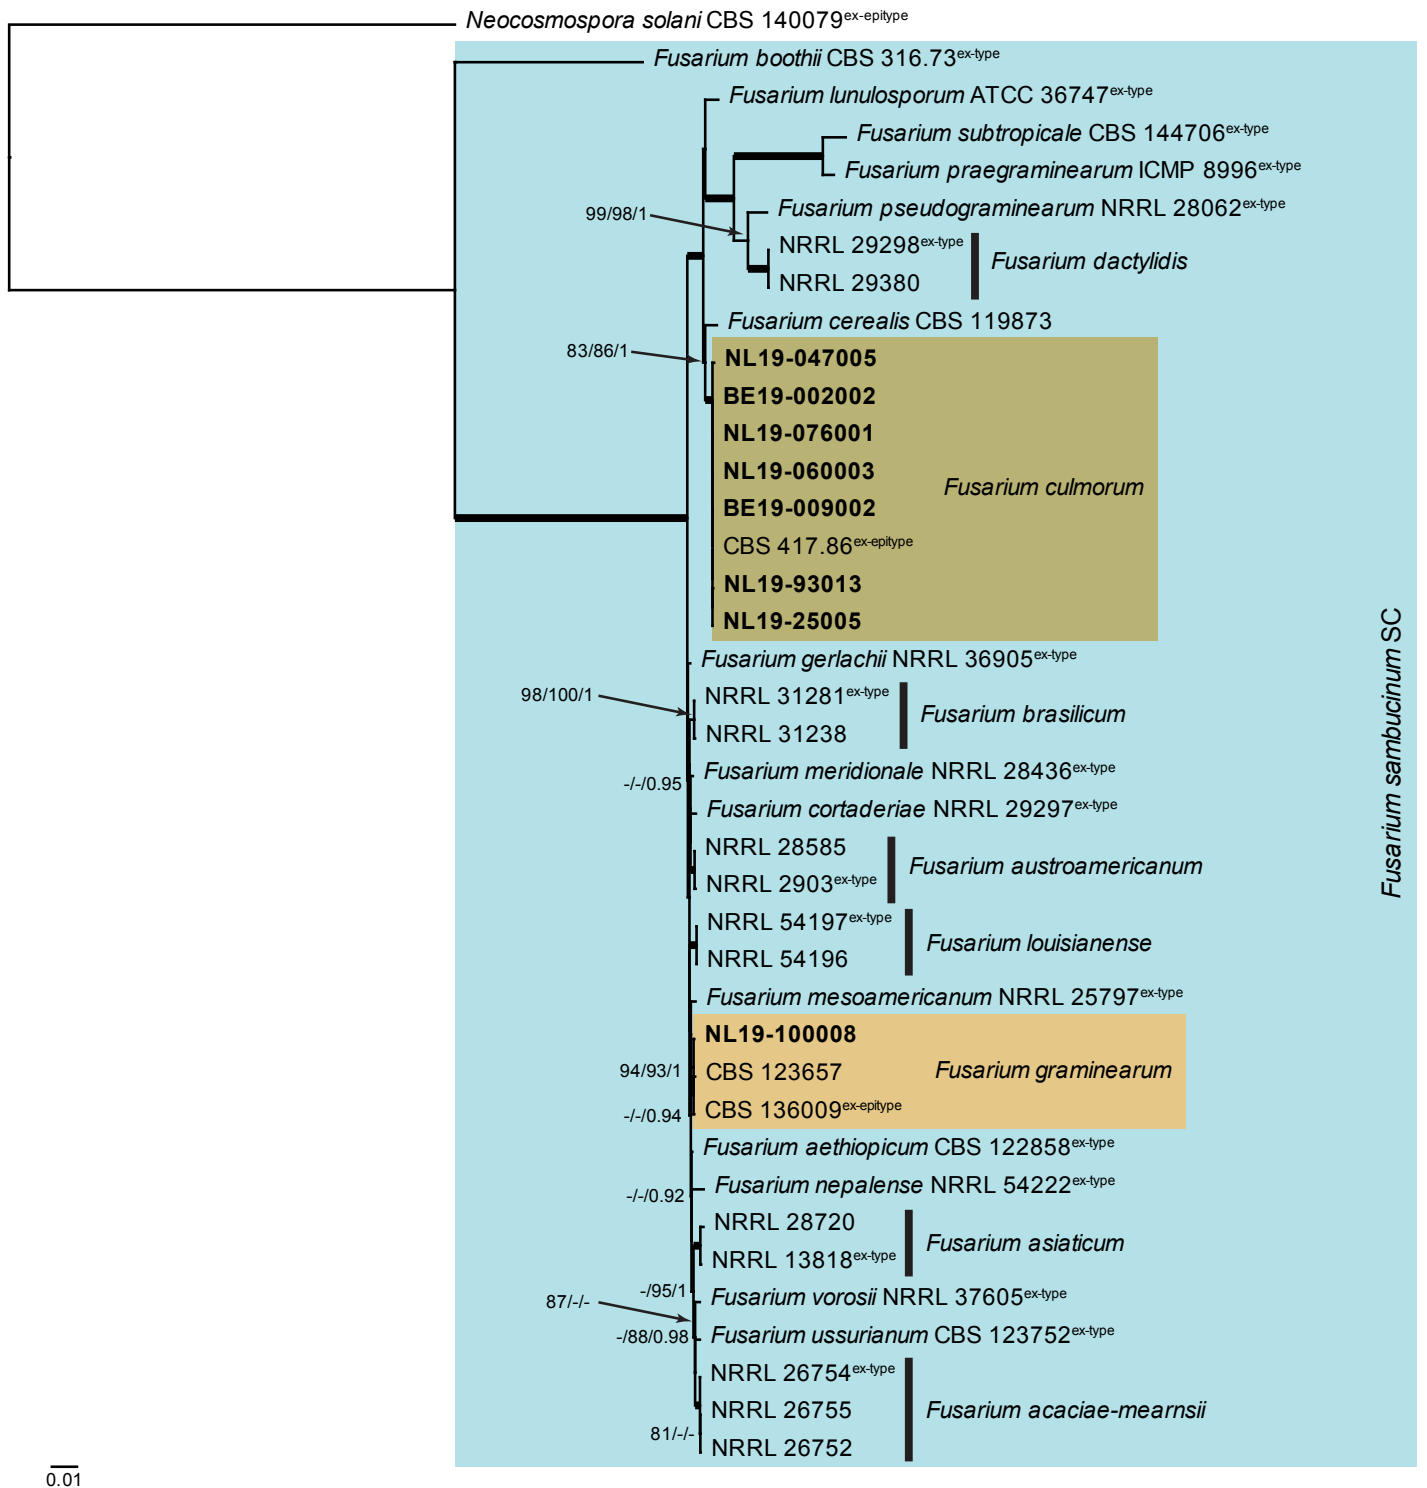 Neocosmospora solani CBS 140079ex-epitype
Fusarium boothii CBS 316.73ex-type
Fusarium lunulosporum ATCC 36747ex-type
Fusarium subtropicale CBS 144706ex-type
Fusarium praegraminearum ICMP 8996ex-type
99/98/1
Fusarium pseudograminearum NRRL 28062ex-type
NRRL 29298ex-type
Fusarium dactylidis
NRRL 29380
Fusarium cerealis CBS 119873
83/86/1
NL19-047005
BE19-002002
NL19-076001
NL19-060003
Fusarium culmorum
BE19-009002
CBS 417.86ex-epitype
NL19-93013
NL19-25005
Fusarium gerlachii NRRL 36905ex-type
98/100/1
NRRL 31281ex-type
Fusarium brasilicum
NRRL 31238
Fusarium meridionale NRRL 28436ex-type
-/-/0.95
Fusarium cortaderiae NRRL 29297ex-type
NRRL 28585
Fusarium austroamericanum
NRRL 2903ex-type
NRRL 54197ex-type
Fusarium louisianense
NRRL 54196
Fusarium mesoamericanum NRRL 25797ex-type
NL19-100008
94/93/1
CBS 123657
Fusarium graminearum
-/-/0.94
CBS 136009ex-epitype
Fusarium aethiopicum CBS 122858ex-type
-/-/0.92
Fusarium nepalense NRRL 54222ex-type
NRRL 28720
Fusarium asiaticum
NRRL 13818ex-type
-/95/1
87/-/-
Fusarium vorosii NRRL 37605ex-type
-/88/0.98
Fusarium ussurianum CBS 123752ex-type
NRRL 26754ex-type
NRRL 26755
Fusarium acaciae-mearnsii
81/-/-
NRRL 26752
Fusarium sambucinum SC
0.01